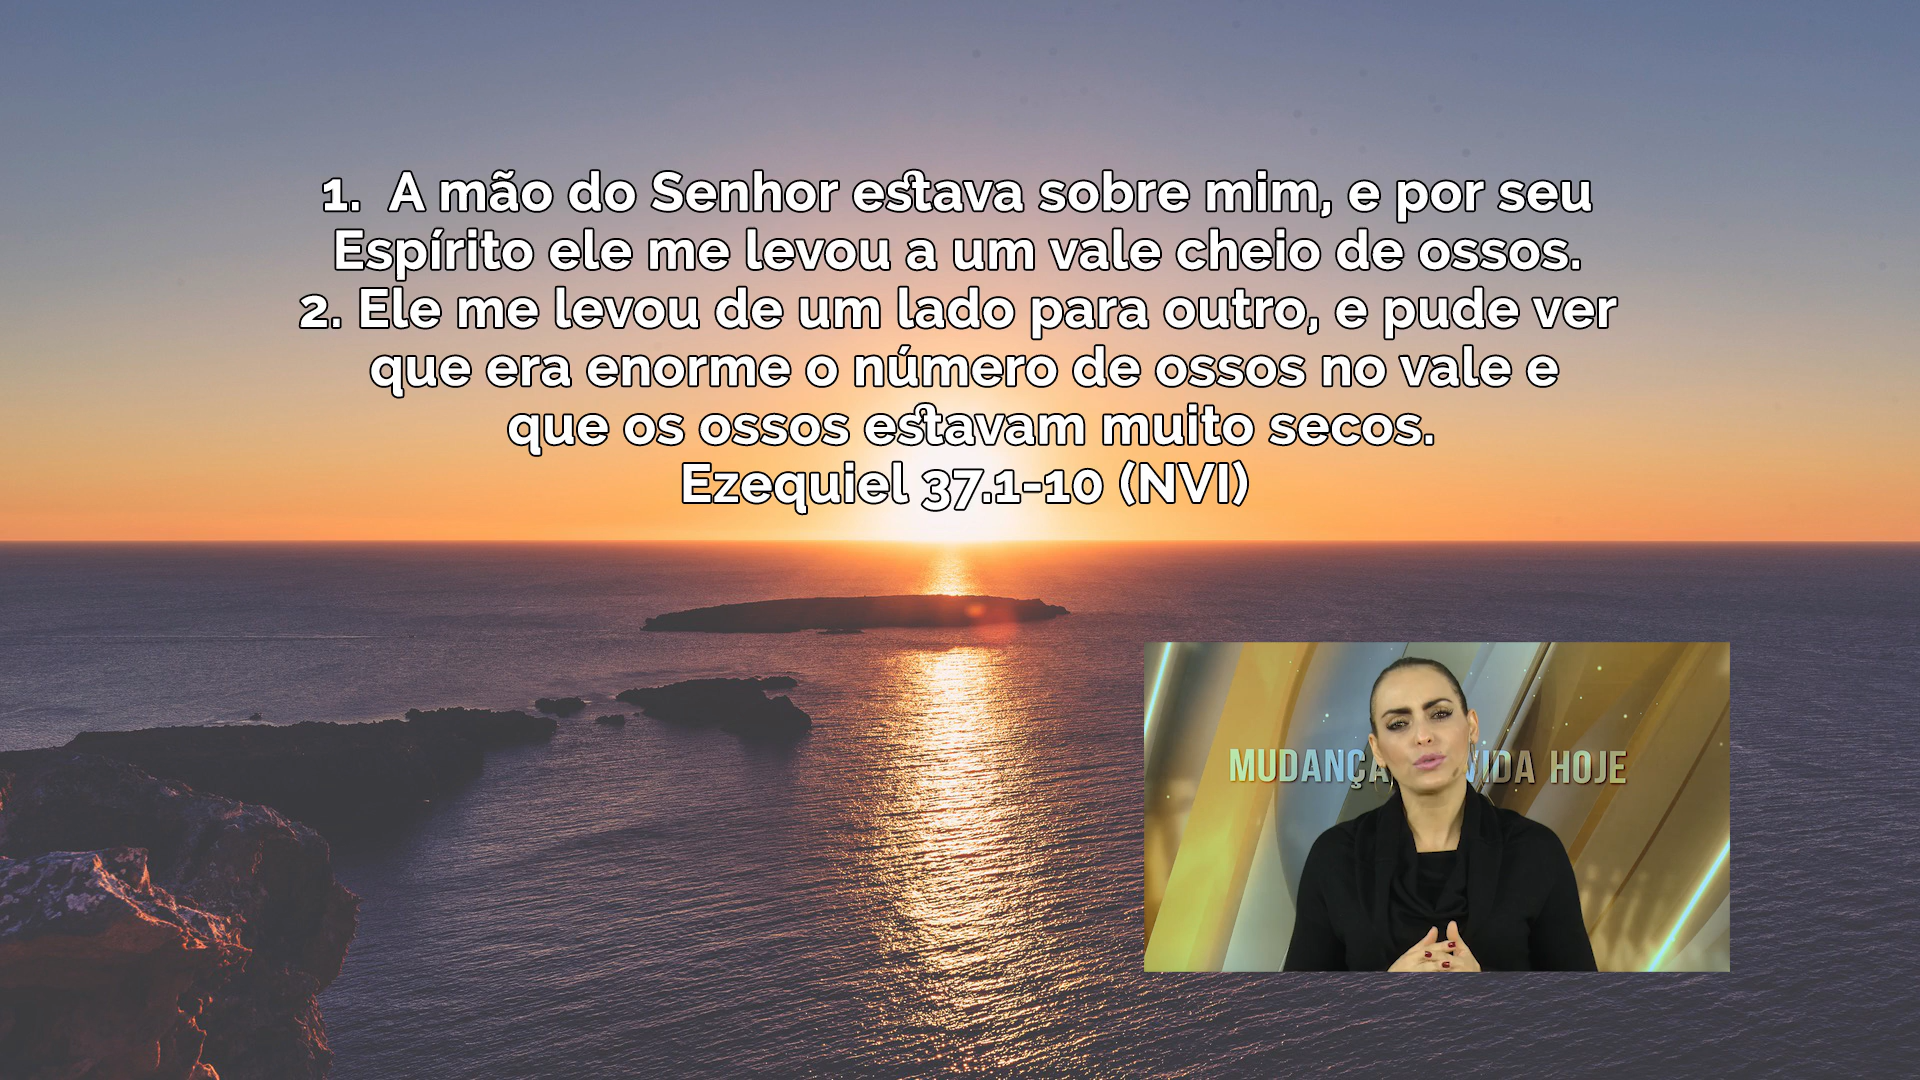 1. A mão do Senhor estava sobre mim, e por seu
Espírito ele me levou a um vale cheio de ossos.
2. Ele me levou de um lado para outro, e pude ver
que era enorme o número de ossos no vale e
que os ossos estavam muito secos.
Ezequiel 37.1-10 (NVI)
MUDANÇA VIDA HOJE